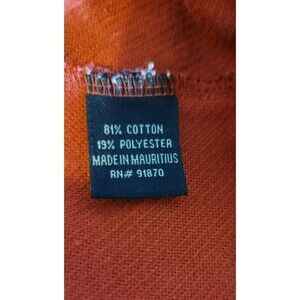 81% COTTON
19% POLYESTER
MADE IN MAURITIUS
RN# 91870